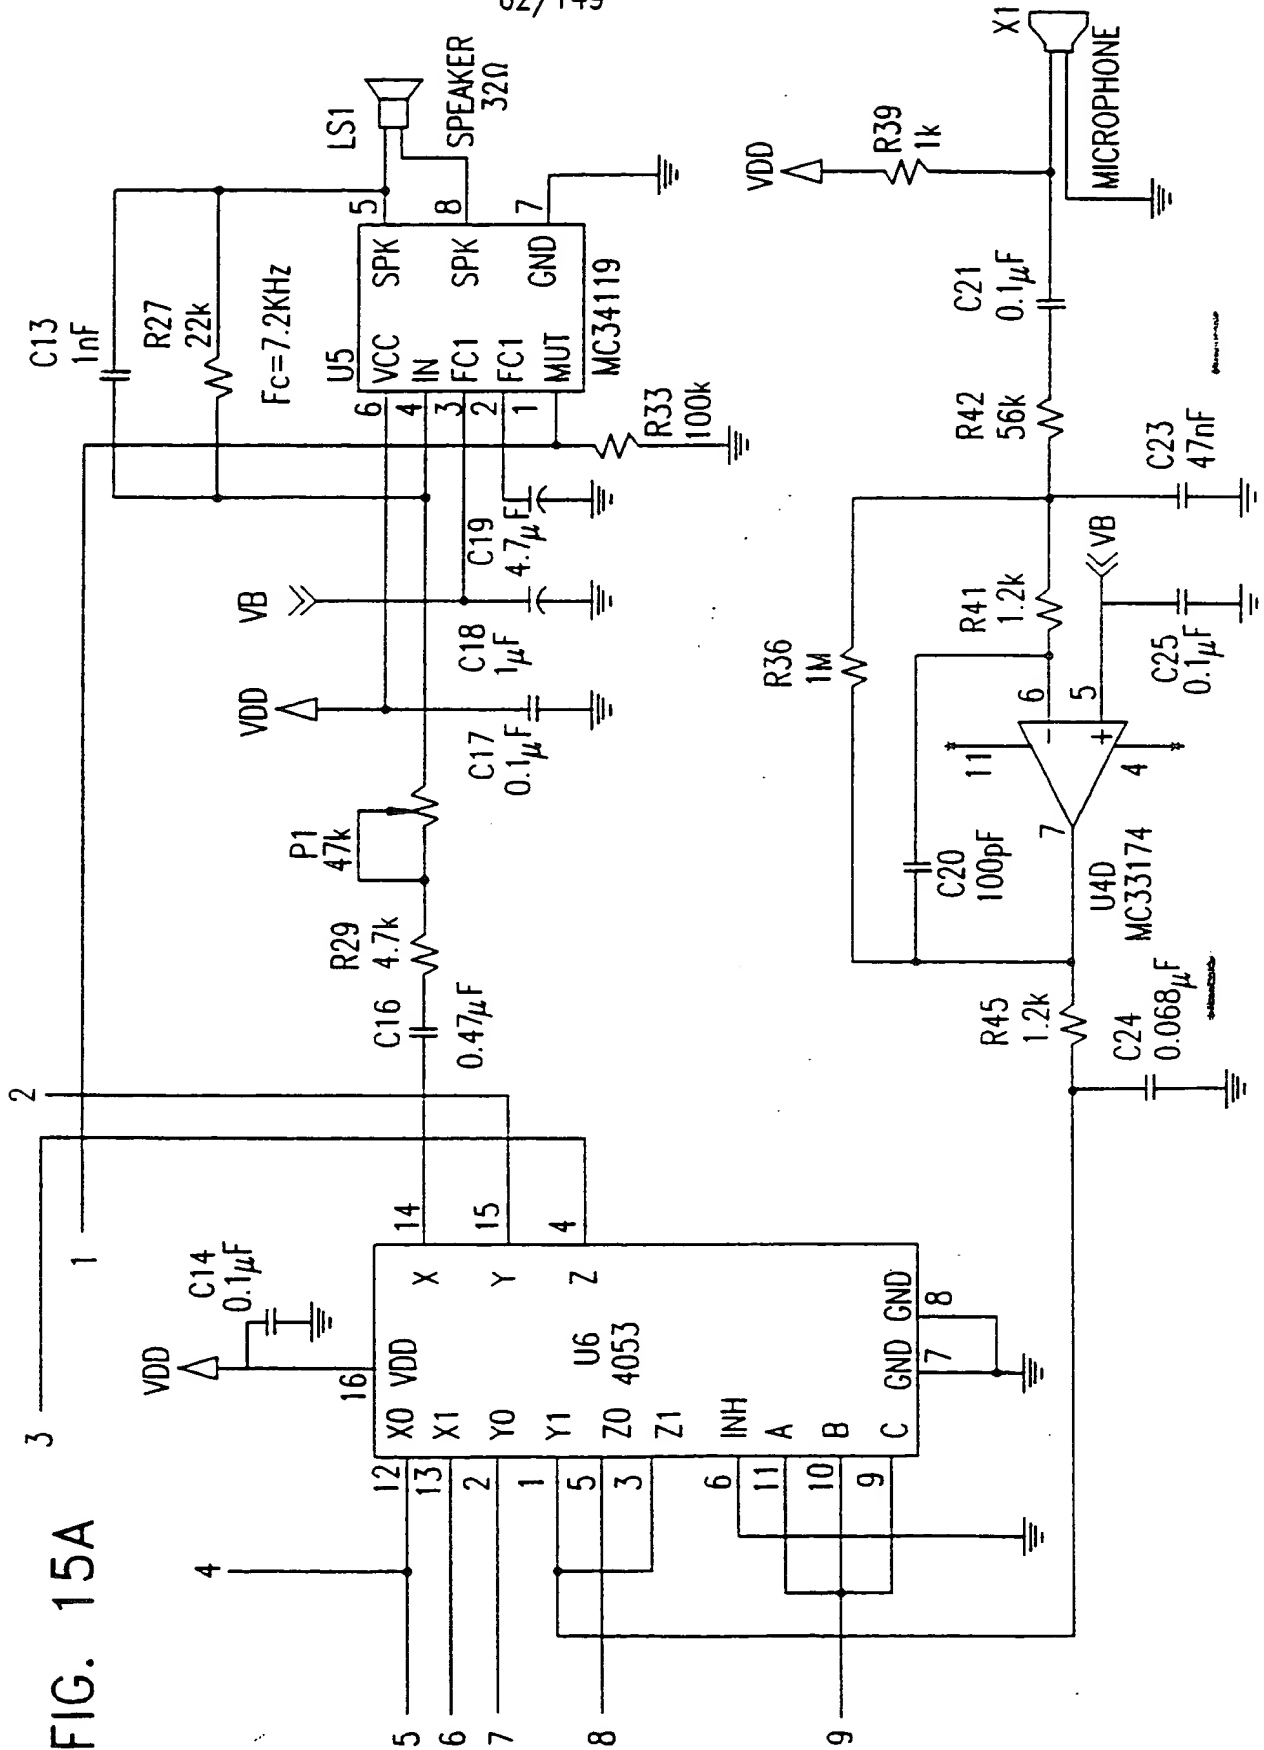 62/149
FIG. 15A
3
1
2
4
5
6
7
8
9
VDD
C14
0.1μF
16
12
13
2
1
5
3
6
11
10
9
X0
X1
Y0
Y1
Z0
Z1
INH
A
B
C
VDD
U6
4053
X
Y
Z
GND
GND
7
8
14
15
4
C16
0.47μF
R29
4.7k
P1
47k
VDD
C17
0.1μF
VB
C18
1μF
C19
4.7μF
C13
1nF
R27
22k
Fc=7.2KHz
U5
6
4
3
2
1
VCC
IN
FC1
FC1
MUT
SPK
SPK
GND
5
8
7
MC34119
R33
100k
LS1
SPEAKER
32Ω
VDD
R39
1k
X1
MICROPHONE
C21
0.1μF
R42
56k
C23
47nF
R36
1M
R41
1.2k
VB
C25
0.1μF
6
5
11
4
7
-
+
C20
100pF
U4D
MC33174
R45
1.2k
C24
0.068μF